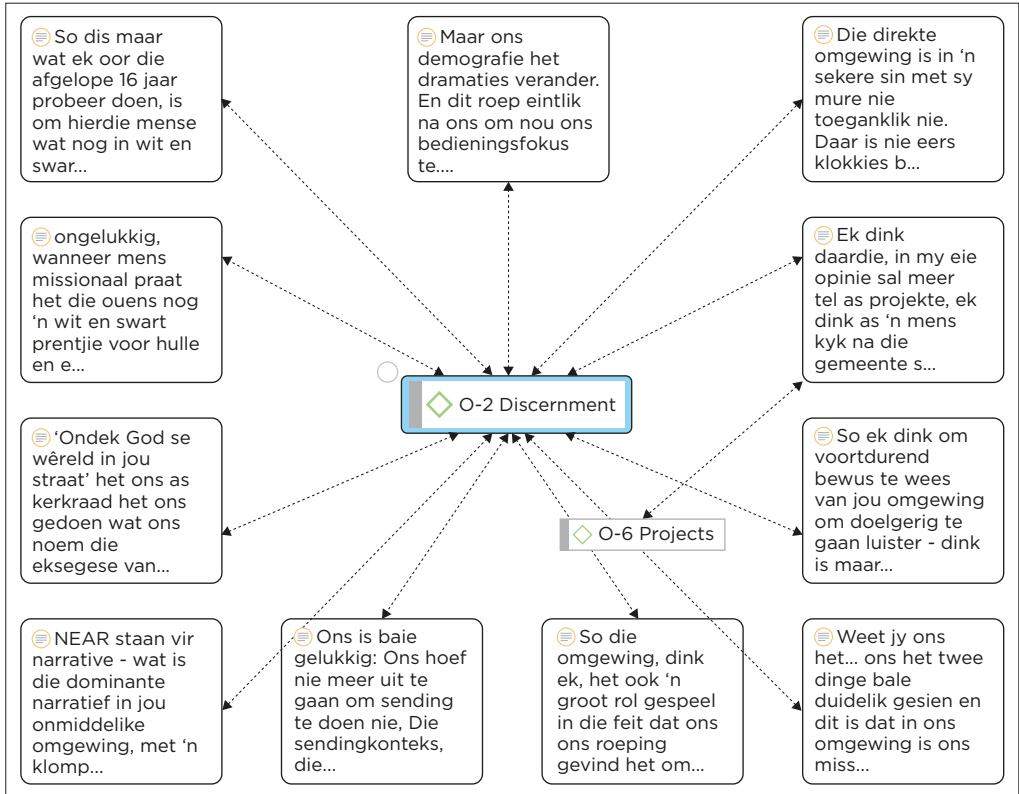 So dis maar
wat ek oor die
afgelope 16 jaar
probeer doen, is
om hierdie mense
wat nog in wit en
swar...
Maar ons
demografie het
dramaties verander.
En dit roep eintlik
na ons om nou ons
bedieningsfokus
te....
Die direkte
omgewing is in ‘n
sekere sin met sy
mure nie
toeganklik nie.
Daar is nie eers
klokkies b...
ongelukkig,
wanneer mens
missionaal praat
het die ouens nog
‘n wit en swart
prentjie voor hulle
en e...
Ek dink
daardie, in my eie
opinie sal meer
tel as projekte, ek
dink as ‘n mens
kyk na die
gemeente s...
O-2 Discernment
‘Ondek God se
wêreld in jou
straat’ het ons as
kerkraad het ons
gedoen wat ons
noem die
eksegese van...
So ek dink om
voortdurend
bewus te wees
van jou omgewing
om doelgerig te
gaan luister - dink
is maar...
O-6 Projects
NEAR staan vir
narrative - wat is
die dominante
narratief in jou
onmiddelike
omgewing, met ‘n
klomp...
Ons is baie
gelukkig: Ons hoef
nie meer uit te
gaan om sending
te doen nie, Die
sendingkonteks,
die...
So die
omgewing, dink
ek, het ook ‘n
groot rol gespeel
in die feit dat ons
ons roeping
gevind het om...
Weet jy ons
het... ons het twee
dinge bale
duidelik gesien en
dit is dat in ons
omgewing is ons
miss...